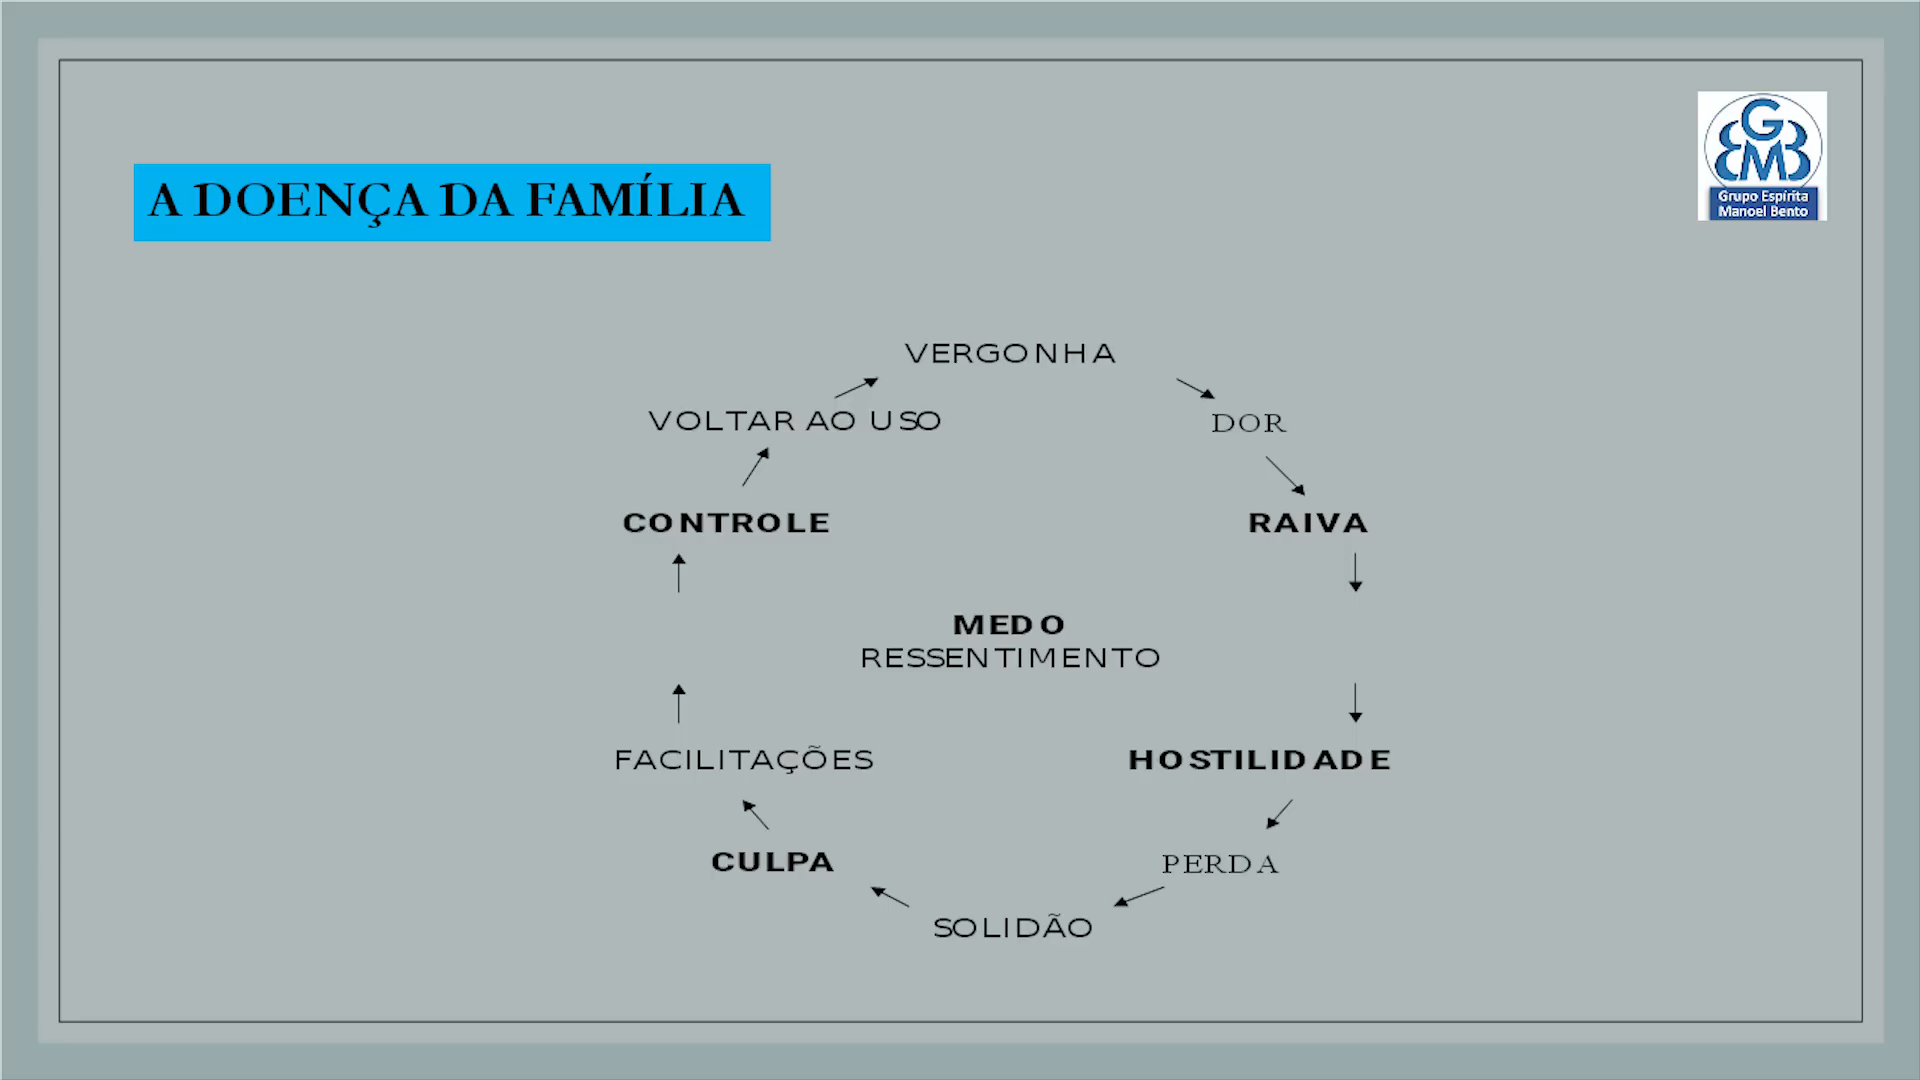 GEMB
Grupo Espírita
Manoel Bento
A DOENÇA DA FAMÍLIA
VERGONHA
VOLTAR AO USO
DOR
CONTROLE
RAIVA
MEDO
RESSENTIMENTO
FACILITAÇÕES
HOSTILIDADE
CULPA
PERDA
SOLIDÃO